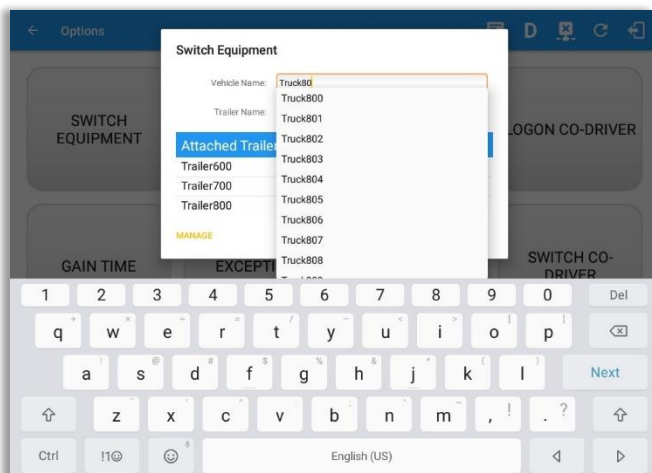 Options
D
Switch Equipment
Vehicle Name: Truck80
Trailer Name:
Attached Trailer
Trailer600
Trailer700
Trailer800
MANAGE
Truck800
Truck801
Truck802
Truck803
Truck804
Truck805
Truck806
Truck807
Truck808
SWITCH
EQUIPMENT
LOGON CO-DRIVER
GAIN TIME
EXCEPTI
SWITCH CO-
DRIVER
1 2 3 4 5 6 7 8 9 0 Del
q w e r t y u i o p
a s d f g h j k l Next
z x c v b n m , ! . ?
Ctrl !1☺ English (US)